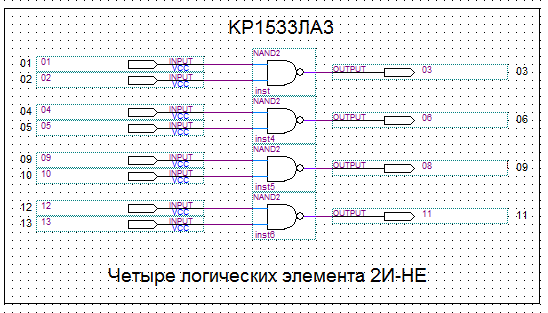 КР1533ЛА3
NAND2
01 01 INPUT VCC OUTPUT 03 03
02 02 INPUT VCC
inst
NAND2
04 04 INPUT VCC OUTPUT 06 06
05 05 INPUT VCC
inst4
NAND2
09 09 INPUT VCC OUTPUT 08 09
10 10 INPUT VCC
inst5
NAND2
12 12 INPUT VCC OUTPUT 11 11
13 13 INPUT VCC
inst6
Четыре логических элемента 2И-НЕ